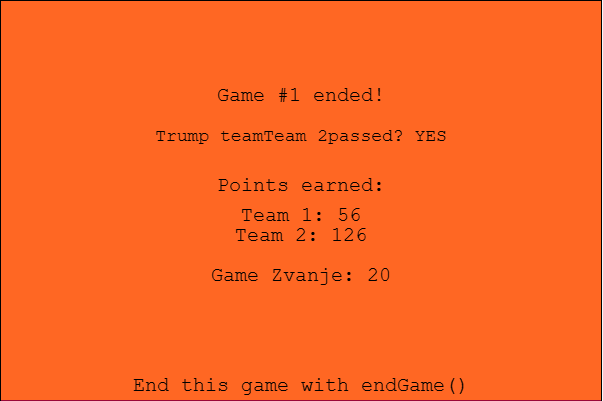 Game #1 ended!
Trump teamTeam 2passed? YES
Points earned:
Team 1: 56
Team 2: 126
Game Zvanje: 20
End this game with endGame()